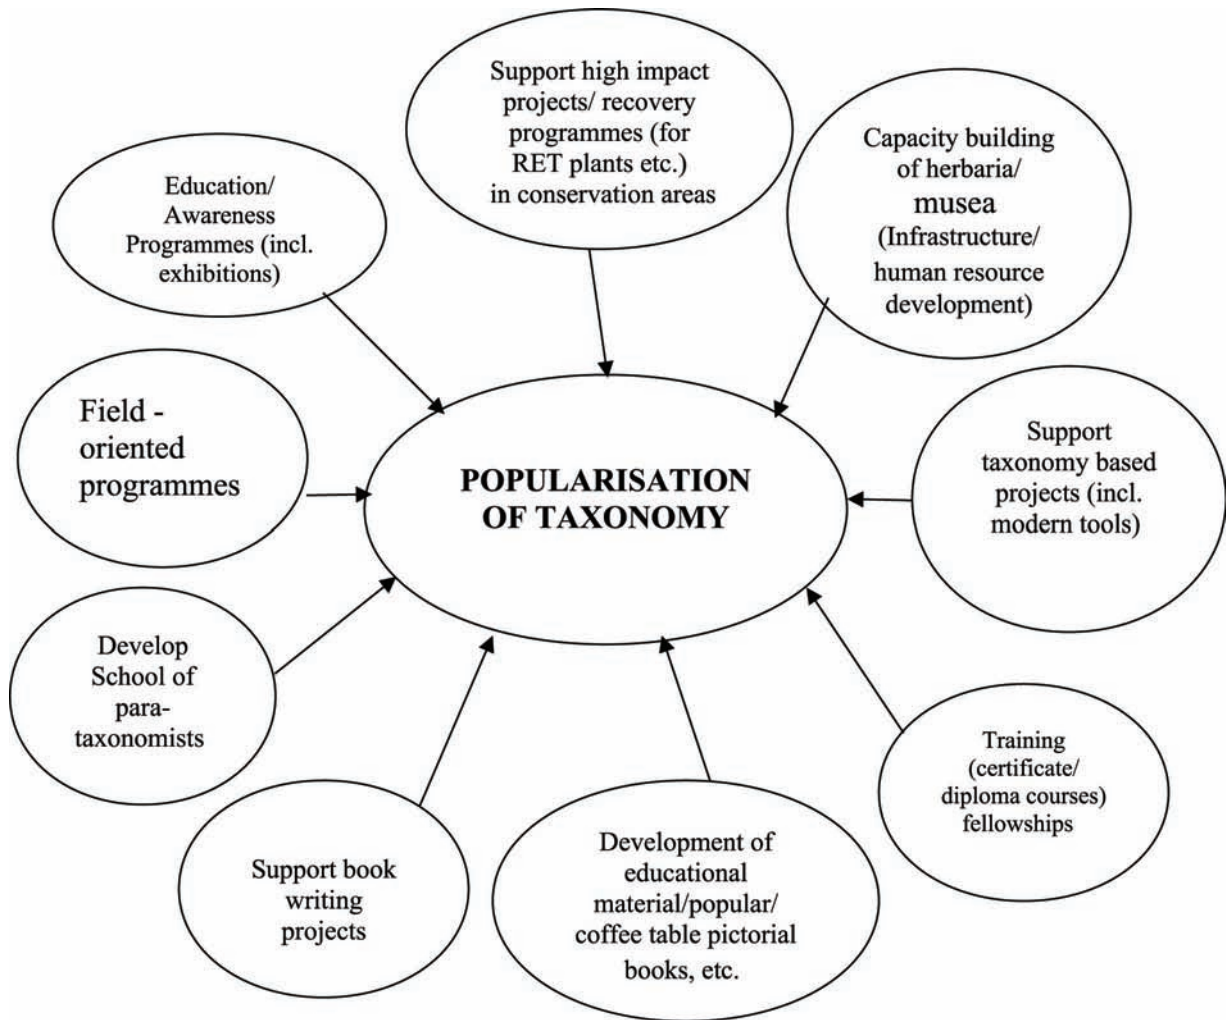 Support high impact
projects/ recovery
programmes (for
RET plants etc.)
in conservation areas
Capacity building
of herbaria/
musea
(Infrastructure/
human resource
development)
Education/
Awareness
Programmes (incl.
exhibitions)
Field -
oriented
programmes
POPULARISATION
OF TAXONOMY
Support
taxonomy based
projects (incl.
modern tools)
Develop
School of
para-
taxonomists
Training
(certificate/
diploma courses)
fellowships
Support book
writing
projects
Development of
educational
material/popular/
coffee table pictorial
books, etc.